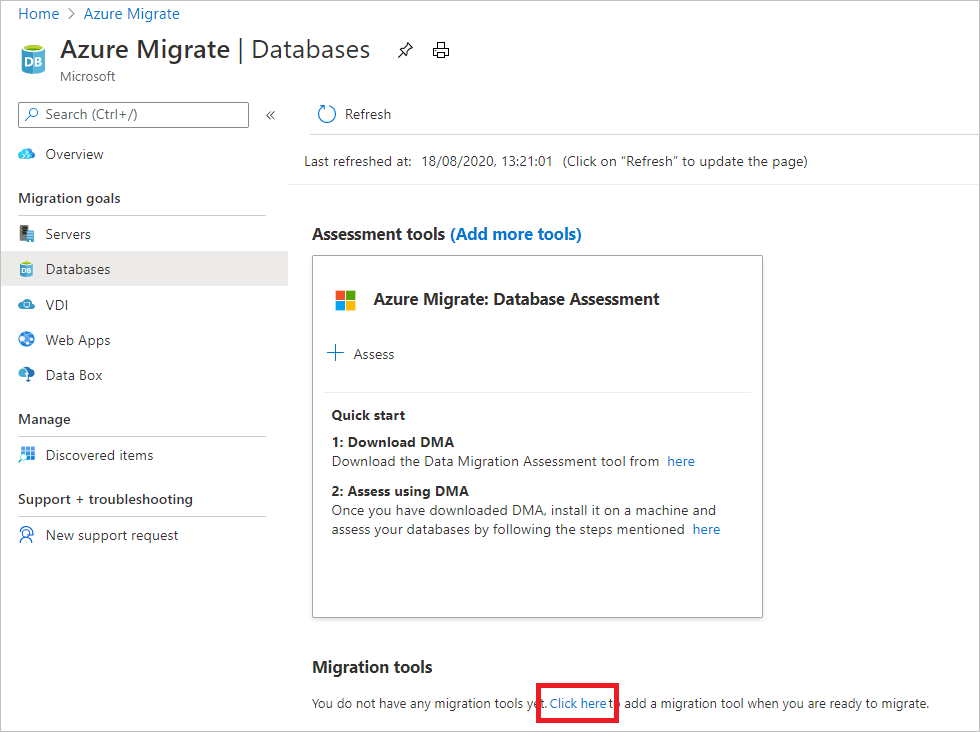 Home > Azure Migrate
DB
Azure Migrate | Databases
Microsoft
Search (Ctrl+/)
«
Overview
Migration goals
Servers
DB
Databases
VDI
Web Apps
Data Box
Manage
Discovered items
Support + troubleshooting
New support request
Refresh
Last refreshed at: 18/08/2020, 13:21:01 (Click on “Refresh” to update the page)
Assessment tools (Add more tools)
Azure Migrate: Database Assessment
+ Assess
Quick start
1: Download DMA
Download the Data Migration Assessment tool from here
2: Assess using DMA
Once you have downloaded DMA, install it on a machine and
assess your databases by following the steps mentioned here
Migration tools
You do not have any migration tools yet. Click here to add a migration tool when you are ready to migrate.